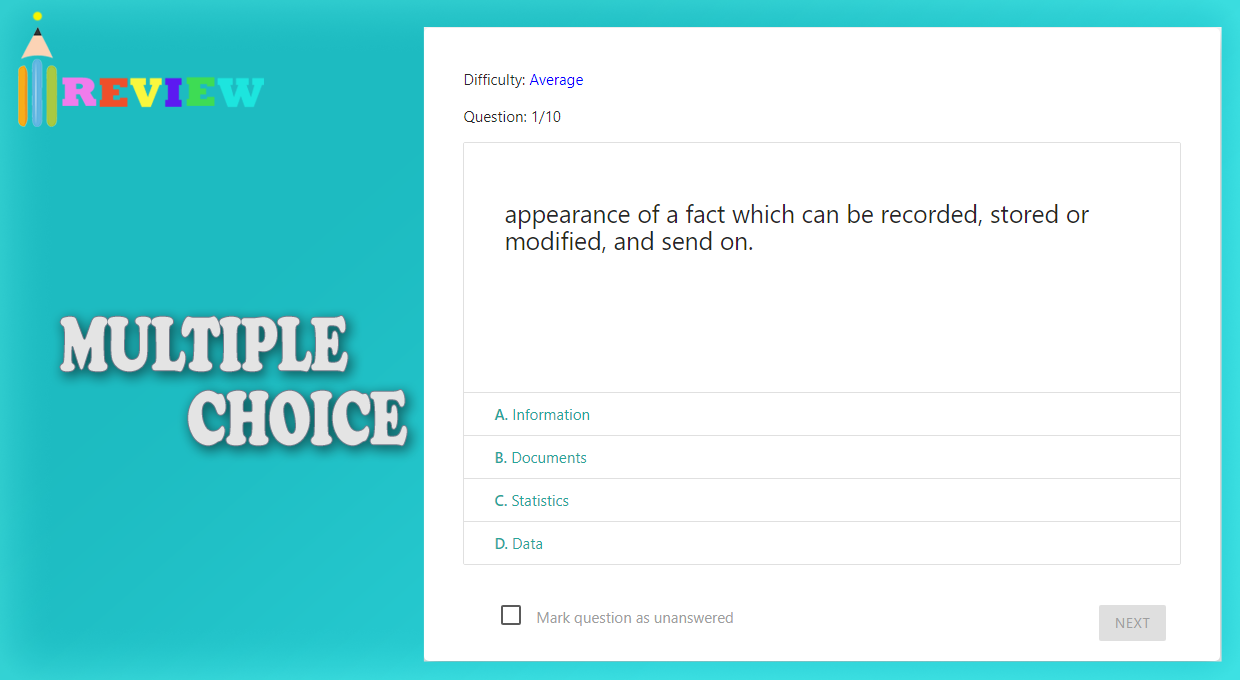 REVIEW
MULTIPLE
CHOICE
Difficulty: Average
Question: 1/10
appearance of a fact which can be recorded, stored or
modified, and send on.
A. Information
B. Documents
C. Statistics
D. Data
Mark question as unanswered
NEXT